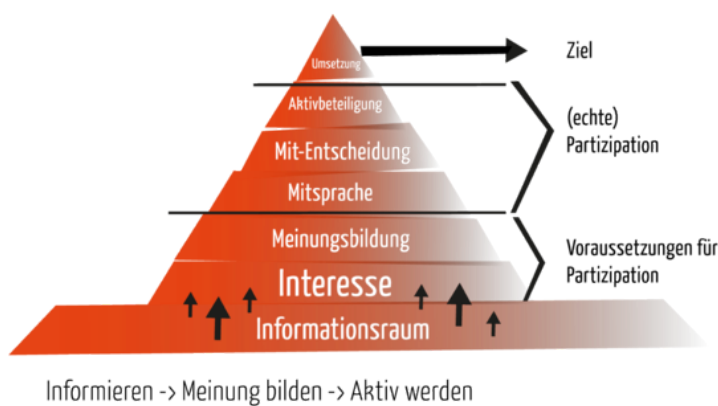 Umsetzung
Ziel
Aktivbeteiligung
Mit-Entscheidung
(echte)
Partizipation
Mitsprache
Meinungsbildung
Interesse
Voraussetzungen für
Partizipation
Informationsraum
Informieren -> Meinung bilden -> Aktiv werden